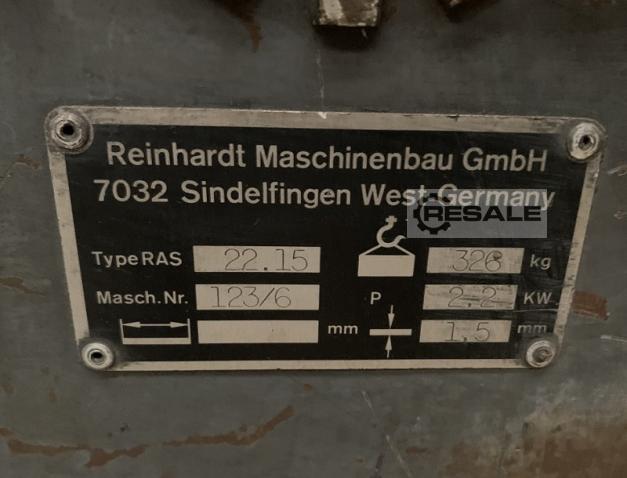 Reinhardt Maschinenbau GmbH
7032 Sindelfingen West-Germany
RESALE
Type RAS 22.15 326 kg
Masch.Nr. 123/6 P 2.2 KW
mm 1.5 mm